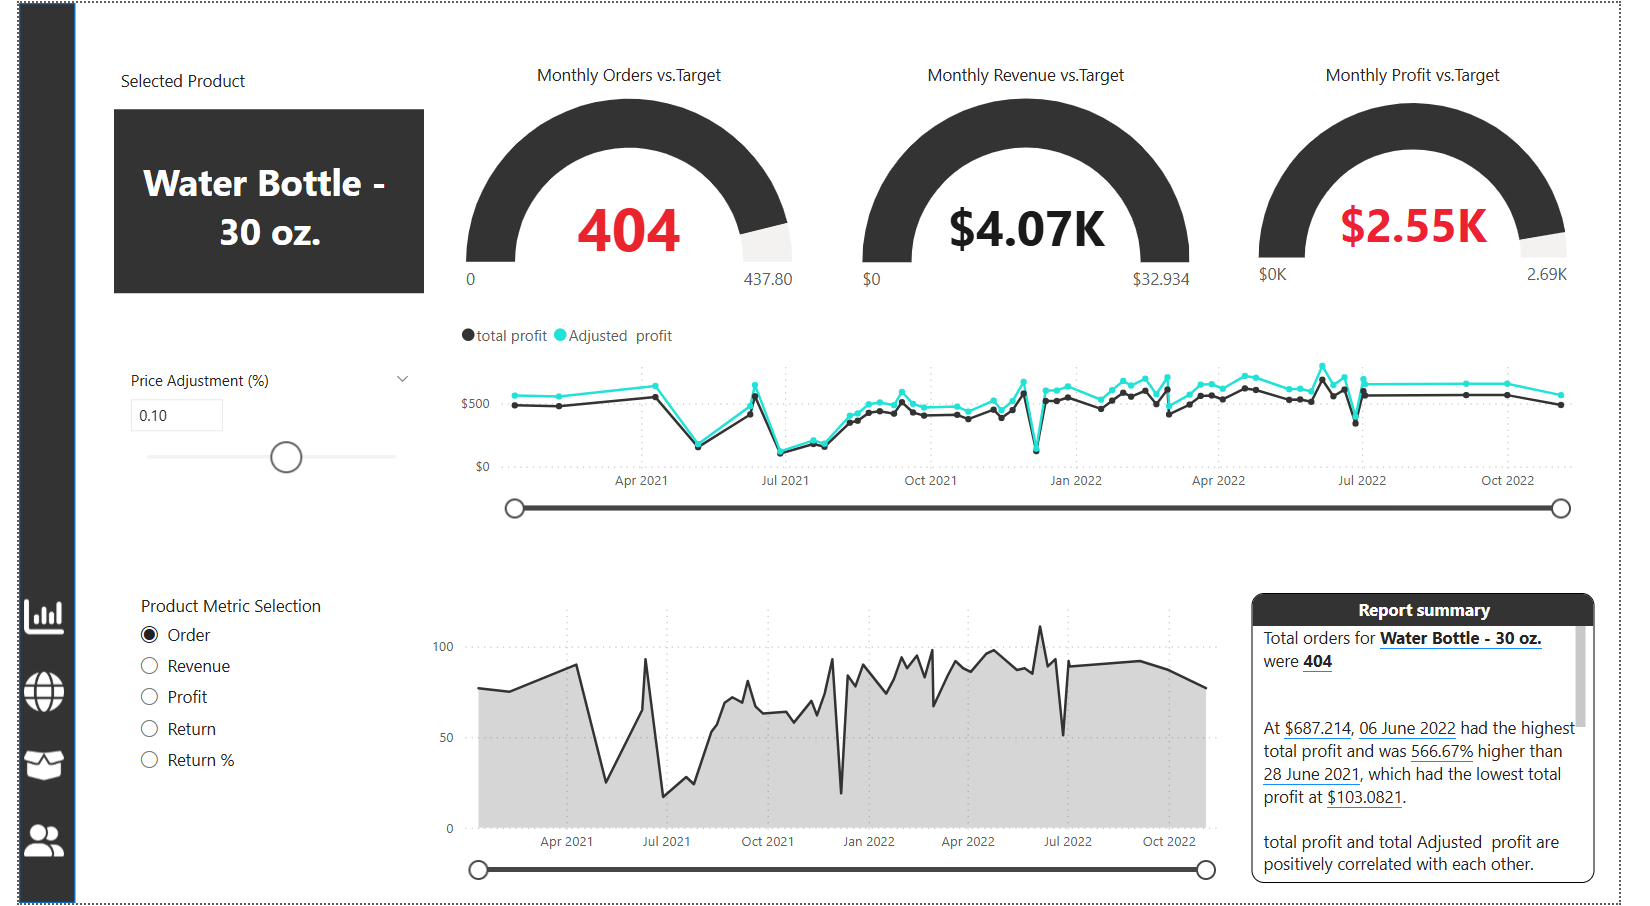 Selected Product
Water Bottle -
30 oz.
Monthly Orders vs.Target
404
0
437.80
Monthly Revenue vs.Target
$4.07K
$0
$32.934
Monthly Profit vs.Target
$2.55K
$0K
2.69K
Price Adjustment (%)
0.10
total profit Adjusted  profit
$500
$0
Apr 2021 Jul 2021 Oct 2021 Jan 2022 Apr 2022 Jul 2022 Oct 2022
Product Metric Selection
Order
Revenue
Profit
Return
Return %
100
50
0
Apr 2021 Jul 2021 Oct 2021 Jan 2022 Apr 2022 Jul 2022 Oct 2022
Report summary
Total orders for Water Bottle - 30 oz.
were 404
At $687.214, 06 June 2022 had the highest
total profit and was 566.67% higher than
28 June 2021, which had the lowest total
profit at $103.0821.
total profit and total Adjusted  profit are
positively correlated with each other.